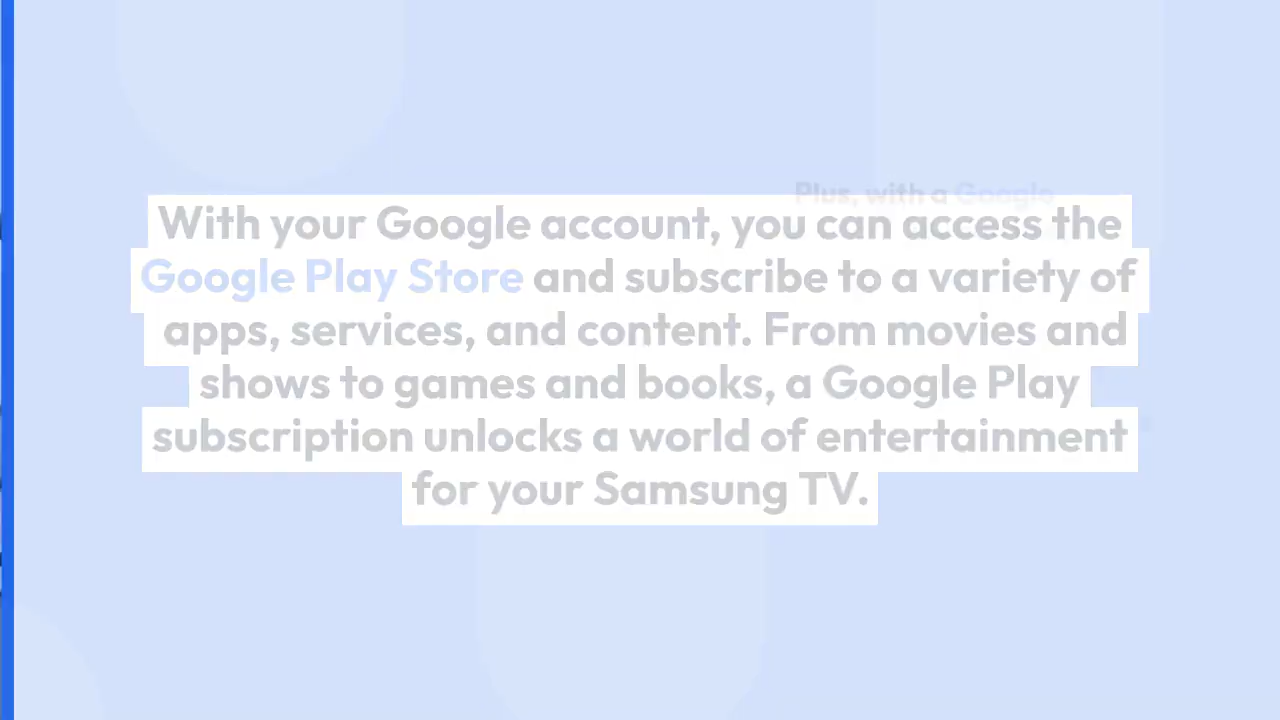 Plus, with a Google
With your Google account, you can access the
Google Play Store and subscribe to a variety of
apps, services, and content. From movies and
shows to games and books, a Google Play
subscription unlocks a world of entertainment
for your Samsung TV.